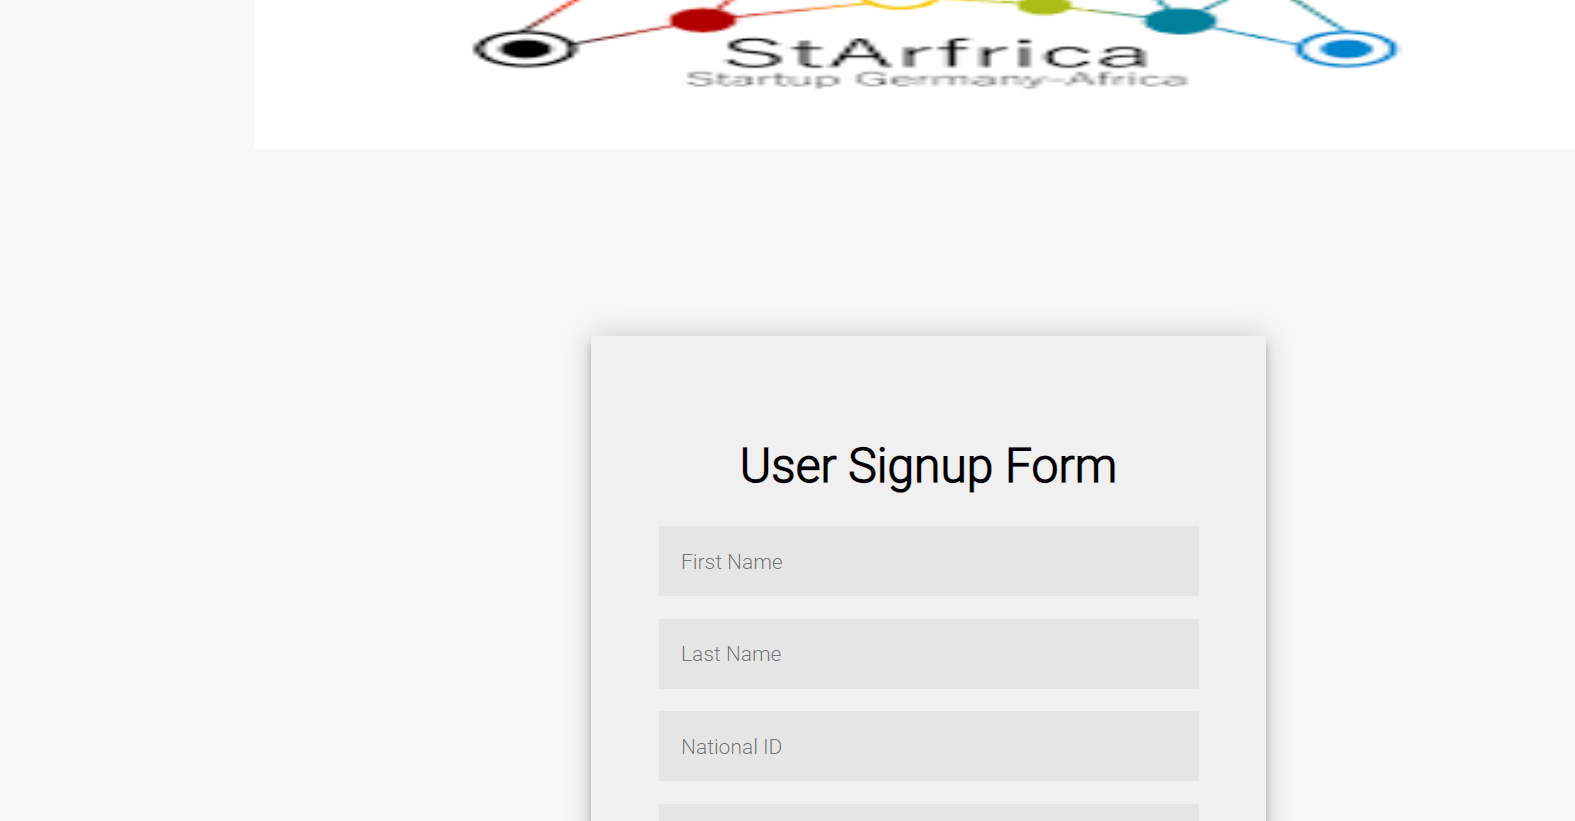 StArfrica
Startup Germany-Africa
User Signup Form
First Name
Last Name
National ID